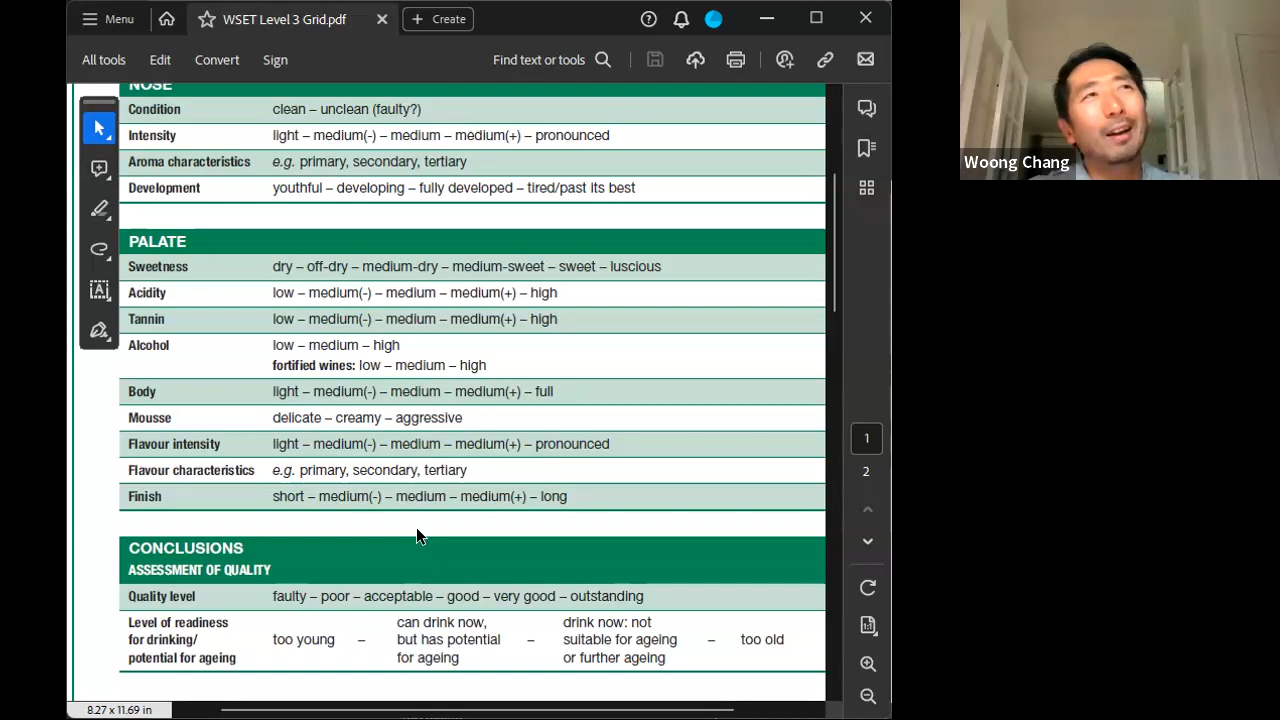 Menu
WSET Level 3 Grid.pdf
Create
All tools
Edit
Convert
Sign
Find text or tools
NOSE
Condition clean – unclean (faulty?)
Intensity light – medium(-) – medium – medium(+) – pronounced
Aroma characteristics e.g. primary, secondary, tertiary
Development youthful – developing – fully developed – tired/past its best
PALATE
Sweetness dry – off-dry – medium-dry – medium-sweet – sweet – luscious
Acidity low – medium(-) – medium – medium(+) – high
Tannin low – medium(-) – medium – medium(+) – high
Alcohol low – medium – high
fortified wines: low – medium – high
Body light – medium(-) – medium – medium(+) – full
Mousse delicate – creamy – aggressive
Flavour intensity light – medium(-) – medium – medium(+) – pronounced
Flavour characteristics e.g. primary, secondary, tertiary
Finish short – medium(-) – medium – medium(+) – long
CONCLUSIONS
ASSESSMENT OF QUALITY
Quality level faulty – poor – acceptable – good – very good – outstanding
Level of readiness can drink now, drink now: not
for drinking/ too young – but has potential – suitable for ageing – too old
potential for ageing for ageing or further ageing
8.27 x 11.69 in
1
2
1:1
Woong Chang